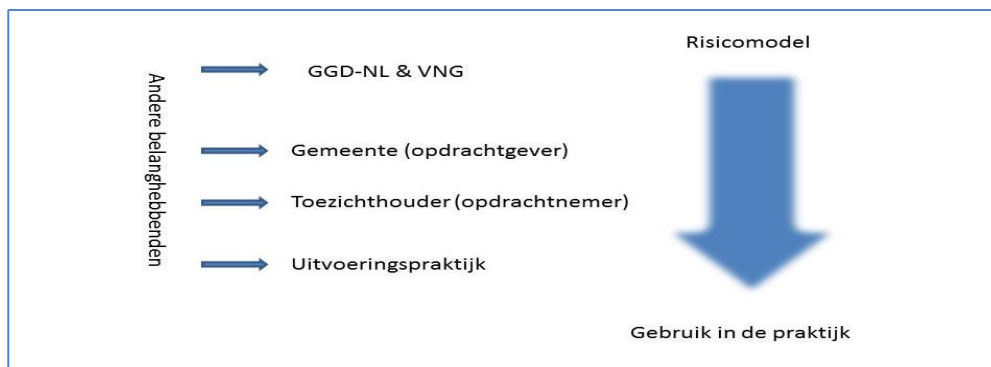 Andere belanghebbenden
GGD-NL & VNG
Gemeente (opdrachtgever)
Toezichthouder (opdrachtnemer)
Uitvoeringspraktijk
Risicomodel
Gebruik in de praktijk